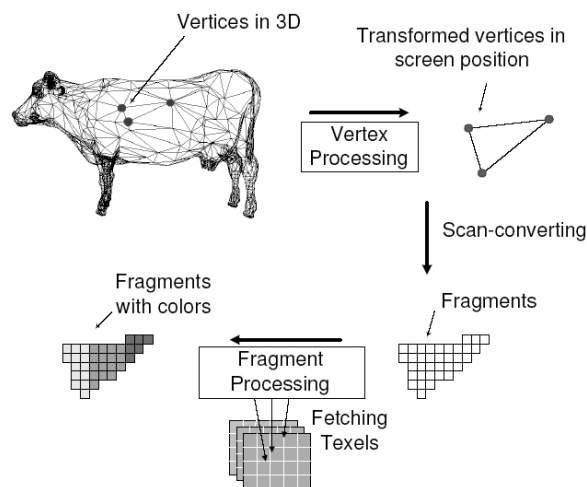 Vertices in 3D
Transformed vertices in
screen position
Vertex
Processing
Scan-converting
Fragments
with colors
Fragments
Fragment
Processing
Fetching
Texels